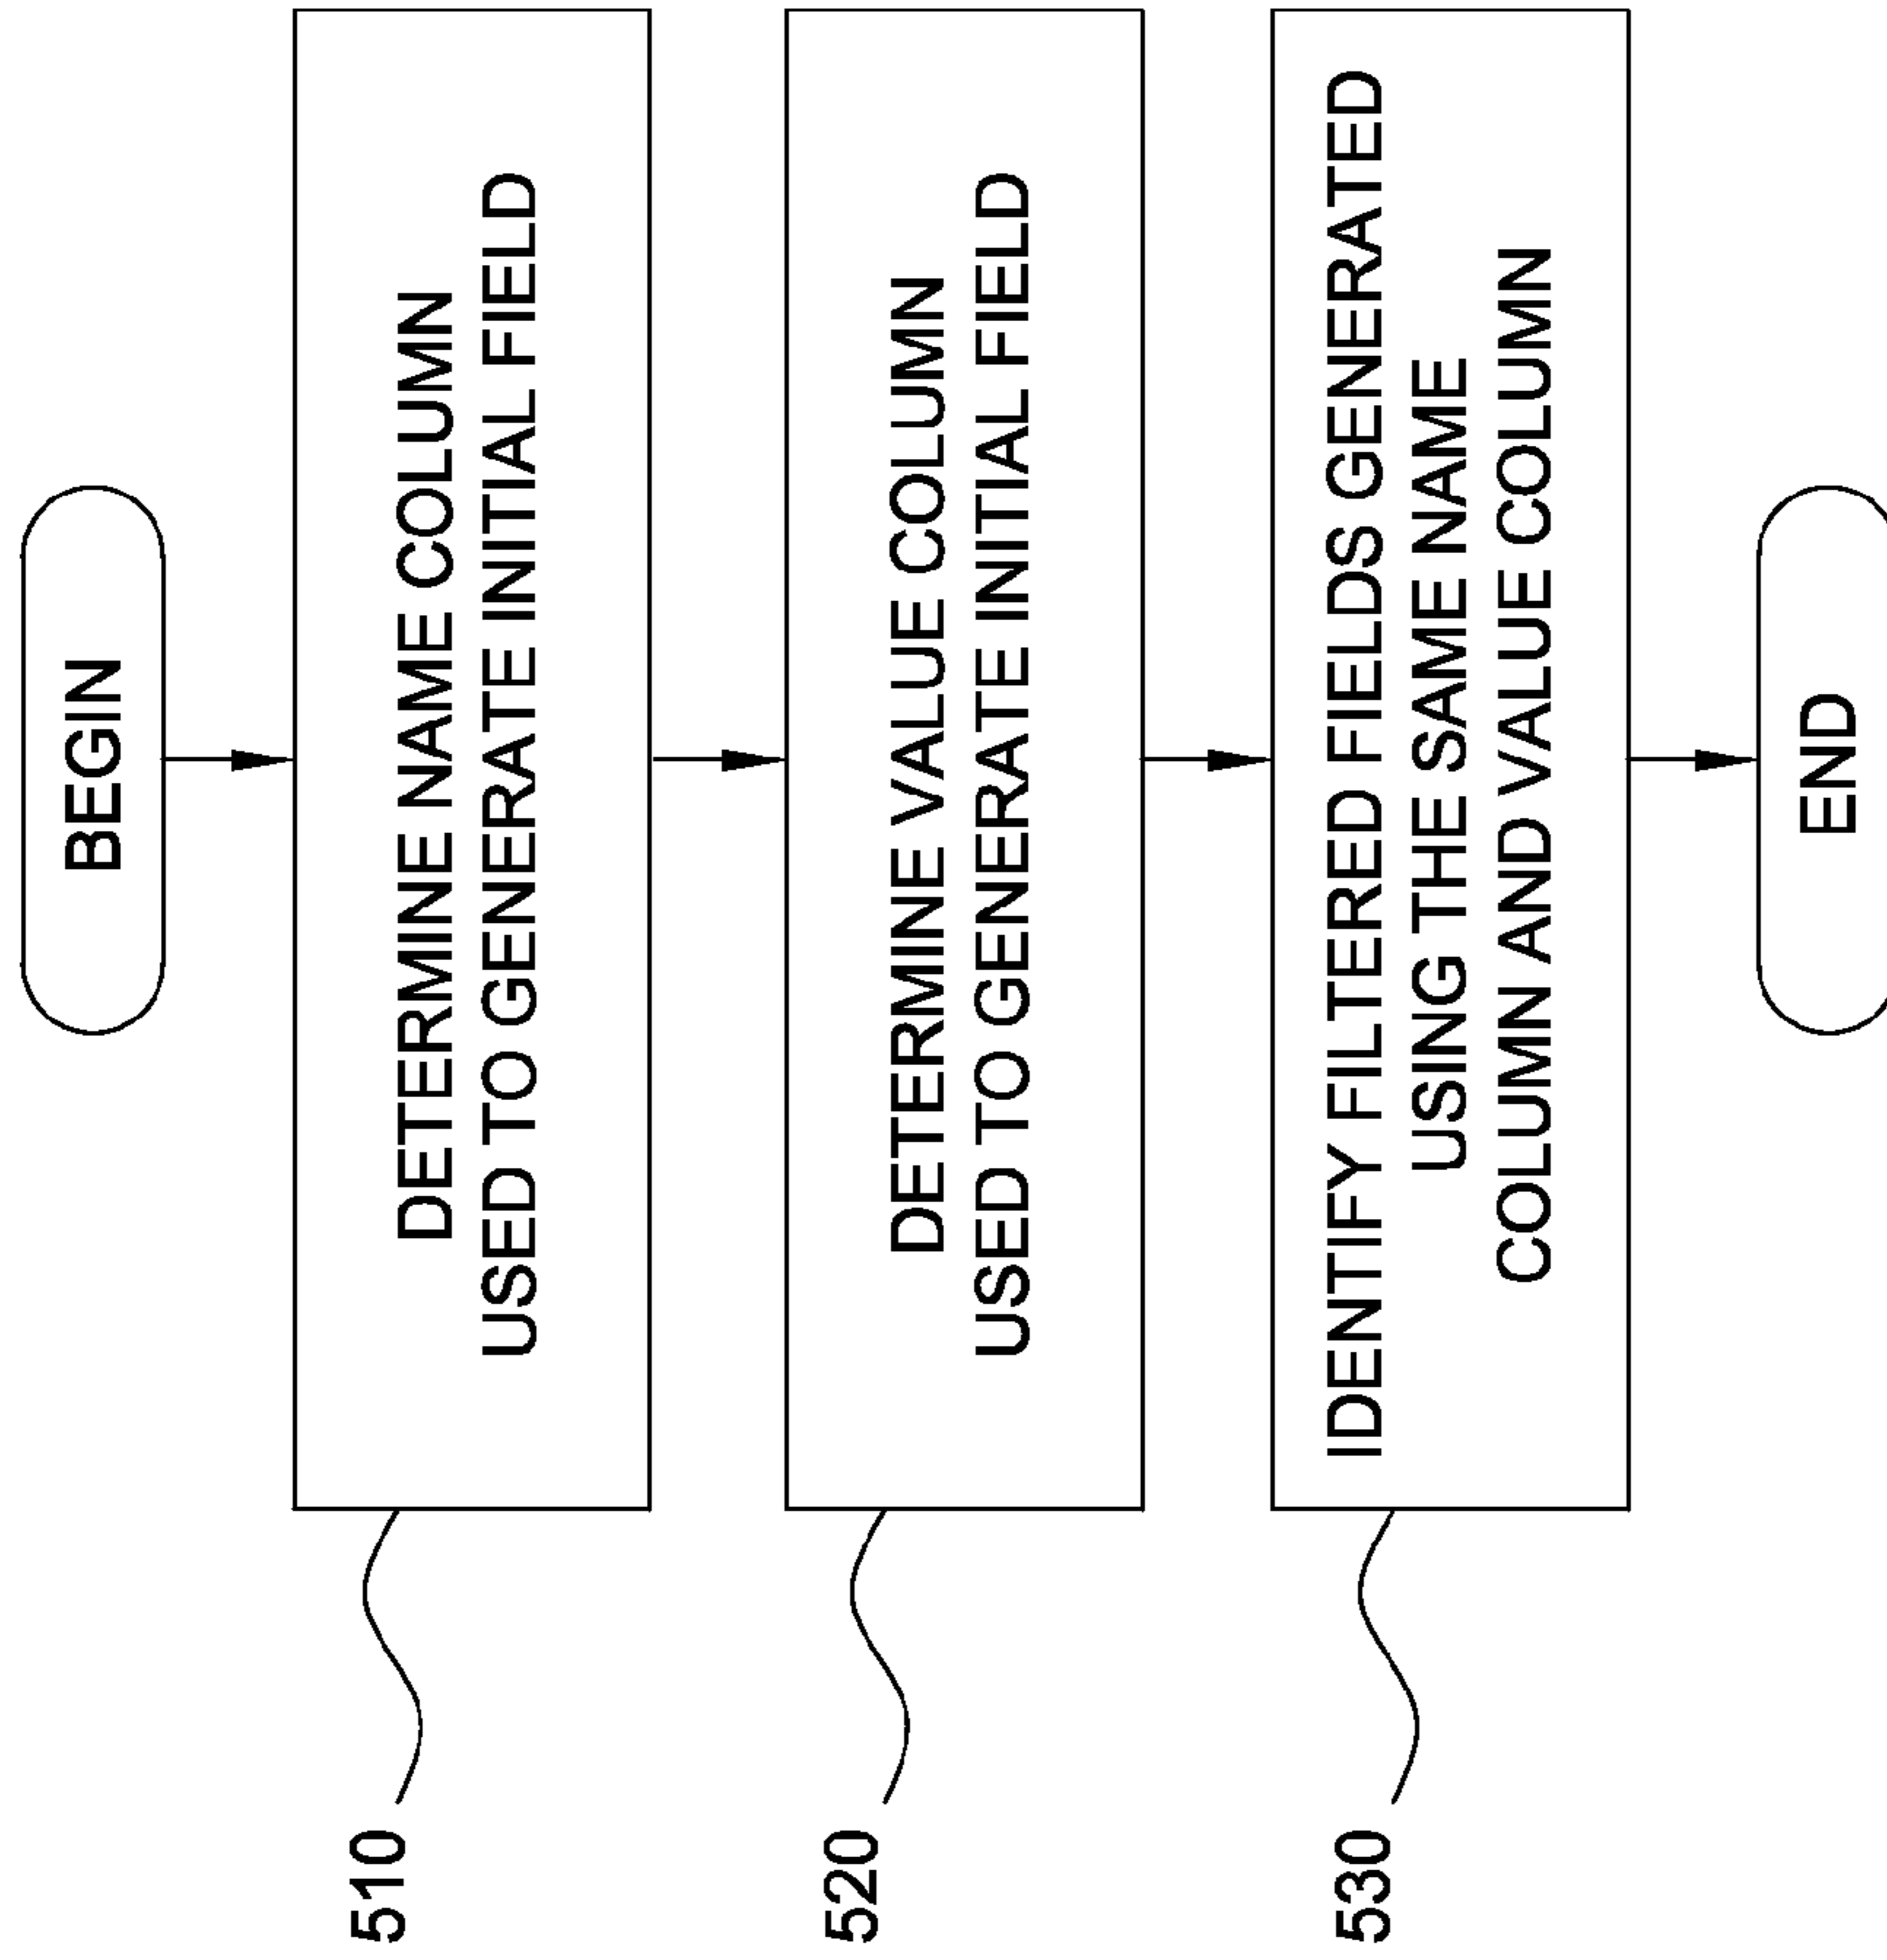 BEGIN
510
DETERMINE NAME COLUMN
USED TO GENERATE INITIAL FIELD
520
DETERMINE VALUE COLUMN
USED TO GENERATE INITIAL FIELD
530
IDENTIFY FILTERED FIELDS GENERATED
USING THE SAME NAME
COLUMN AND VALUE COLUMN
END